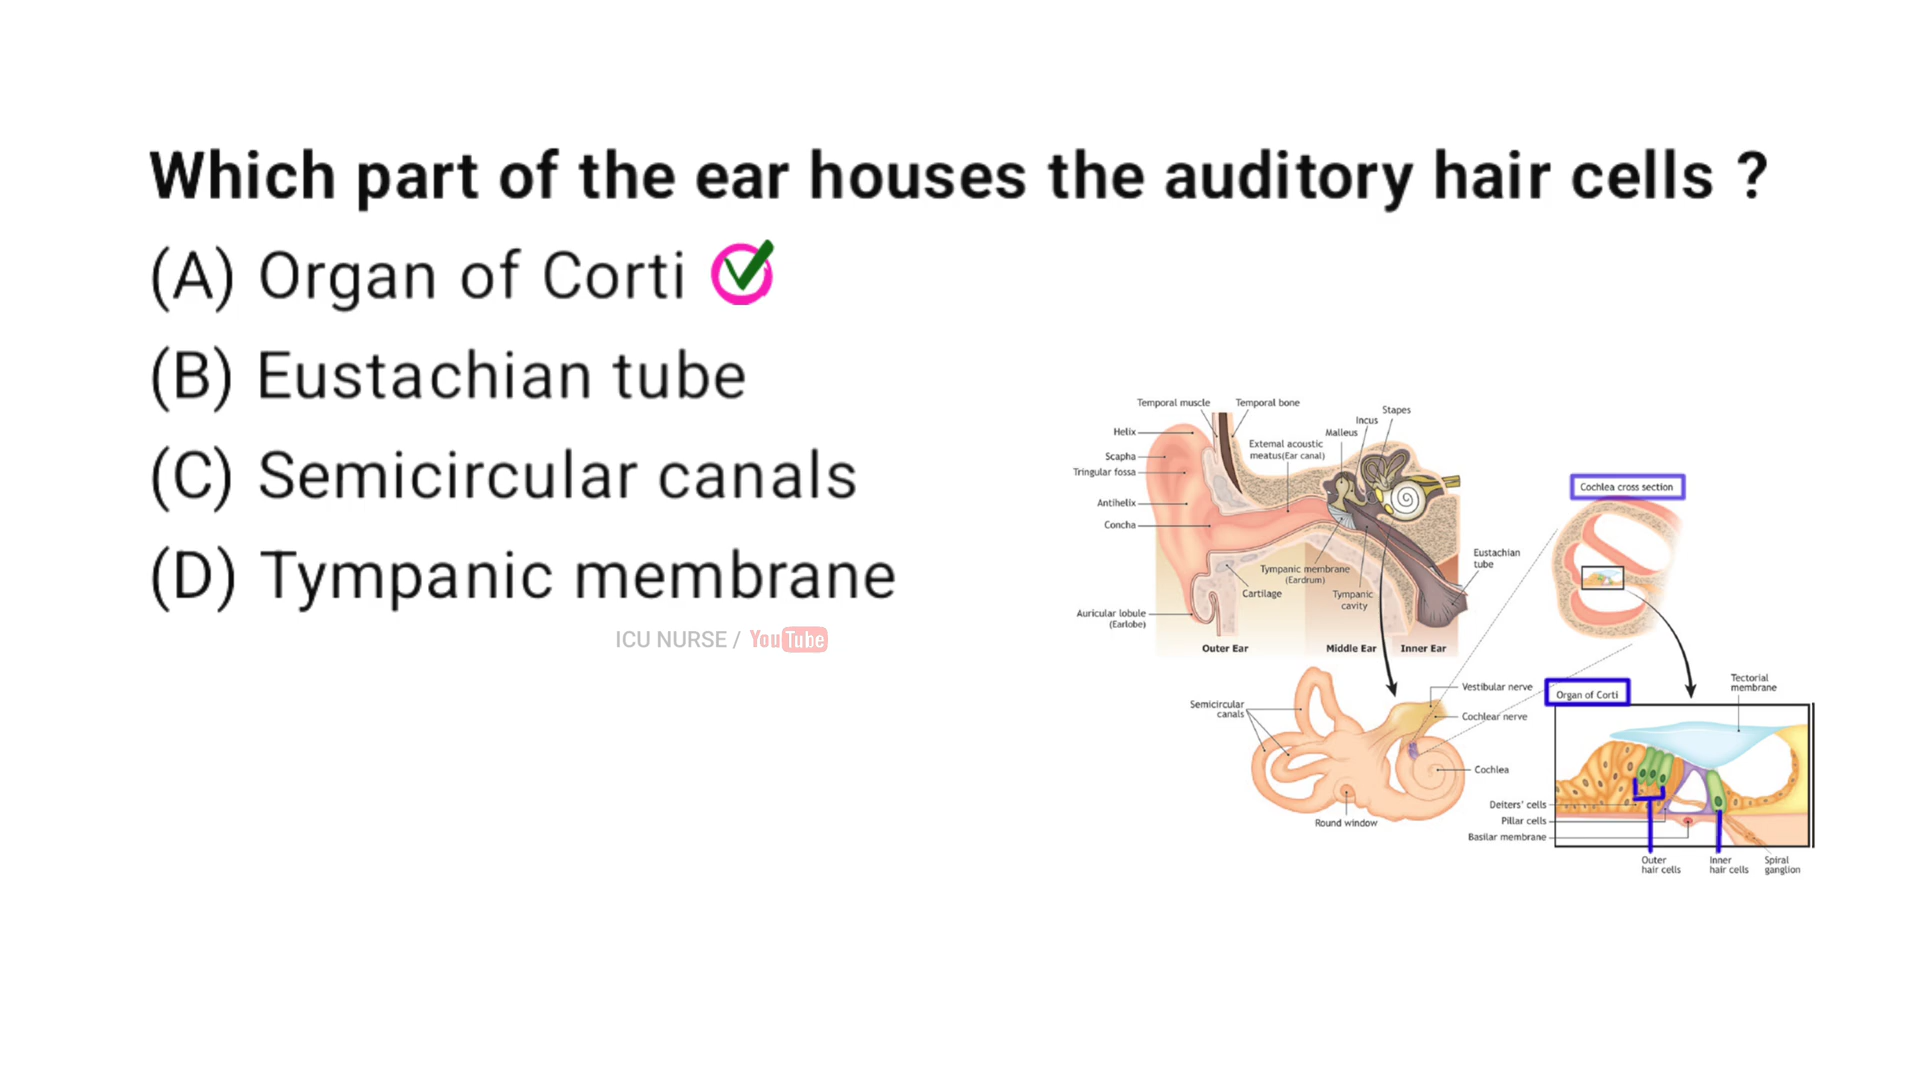 Which part of the ear houses the auditory hair cells ?
(A) Organ of Corti
(B) Eustachian tube
(C) Semicircular canals
(D) Tympanic membrane
ICU NURSE / YouTube
Temporal muscle
Temporal bone
Stapes
Incus
Malleus
Helix
External acoustic
meatus(Ear canal)
Scapha
Tringular fossa
Antihelix
Concha
Eustachian
tube
Tympanic membrane
(Eardrum)
Cartilage
Tympanic
cavity
Auricular lobule
(Earlobe)
Outer Ear
Middle Ear
Inner Ear
Cochlea cross section
Semicircular
canals
Vestibular nerve
Cochlear nerve
Cochlea
Round window
Organ of Corti
Tectorial
membrane
Deiters' cells
Pillar cells
Basilar membrane
Outer
hair cells
Inner
hair cells
Spiral
ganglion